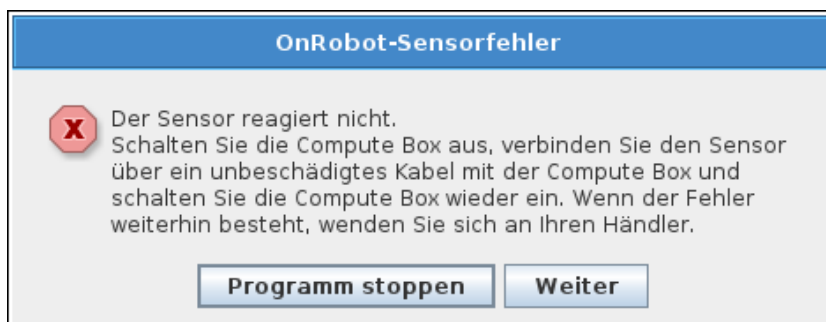 OnRobot-Sensorfehler
Der Sensor reagiert nicht.
Schalten Sie die Compute Box aus, verbinden Sie den Sensor
über ein unbeschädigtes Kabel mit der Compute Box und
schalten Sie die Compute Box wieder ein. Wenn der Fehler
weiterhin besteht, wenden Sie sich an Ihren Händler.
Programm stoppen Weiter